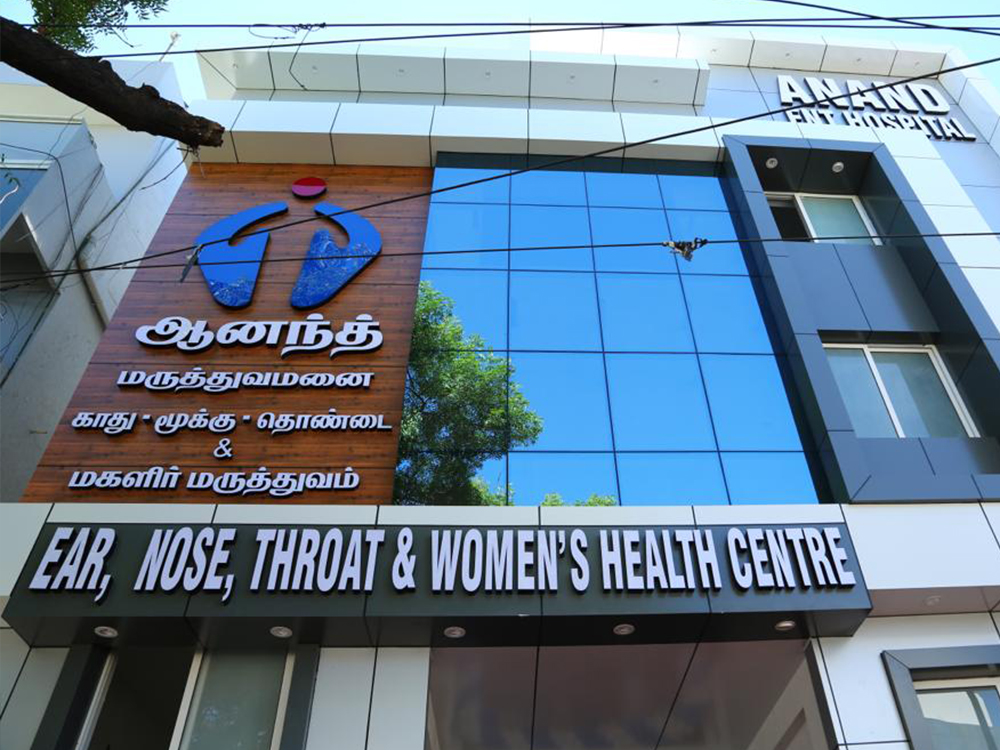 ANAND
ENT HOSPITAL
ஆனந்த்
மருத்துவமனை
காது - மூக்கு - தொண்டை
&
மகளிர் மருத்துவம்
EAR, NOSE, THROAT & WOMEN'S HEALTH CENTRE